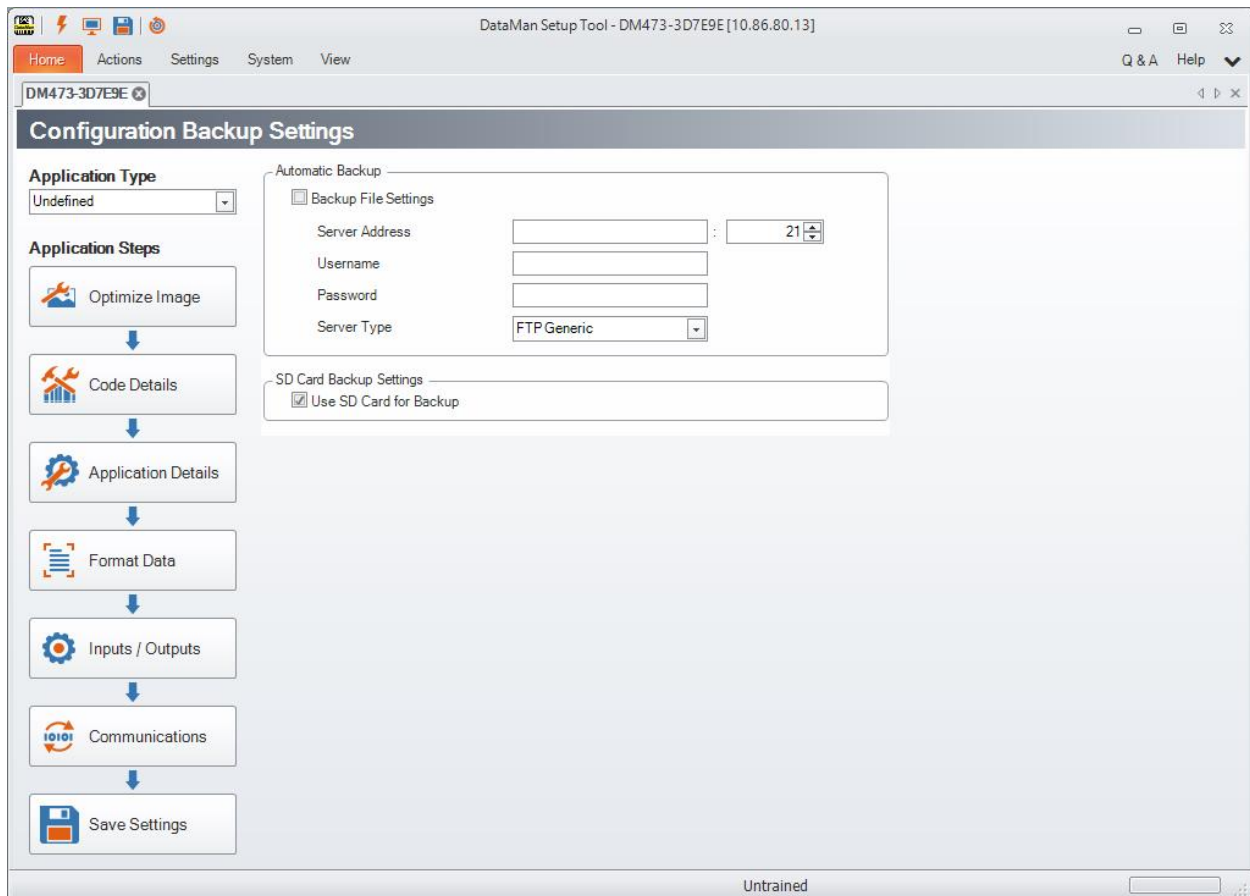 DataMan Setup Tool - DM473-3D7E9E [10.86.80.13]
Home Actions Settings System View Q & A Help
DM473-3D7E9E
Configuration Backup Settings
Application Type
Undefined
Application Steps
Optimize Image
Code Details
Application Details
Format Data
Inputs / Outputs
10101
Communications
Save Settings
Automatic Backup
Backup File Settings
Server Address : 21
Username
Password
Server Type FTP Generic
SD Card Backup Settings
Use SD Card for Backup
Untrained